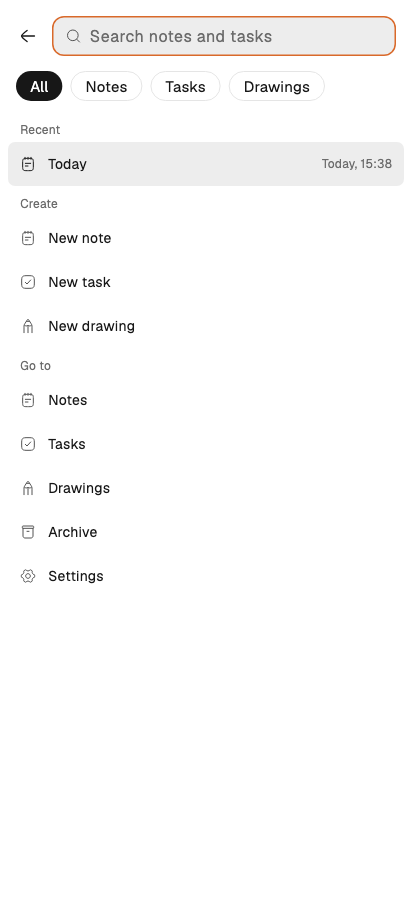 Search notes and tasks
All Notes Tasks Drawings
Recent
Today Today, 15:38
Create
New note
New task
New drawing
Go to
Notes
Tasks
Drawings
Archive
Settings